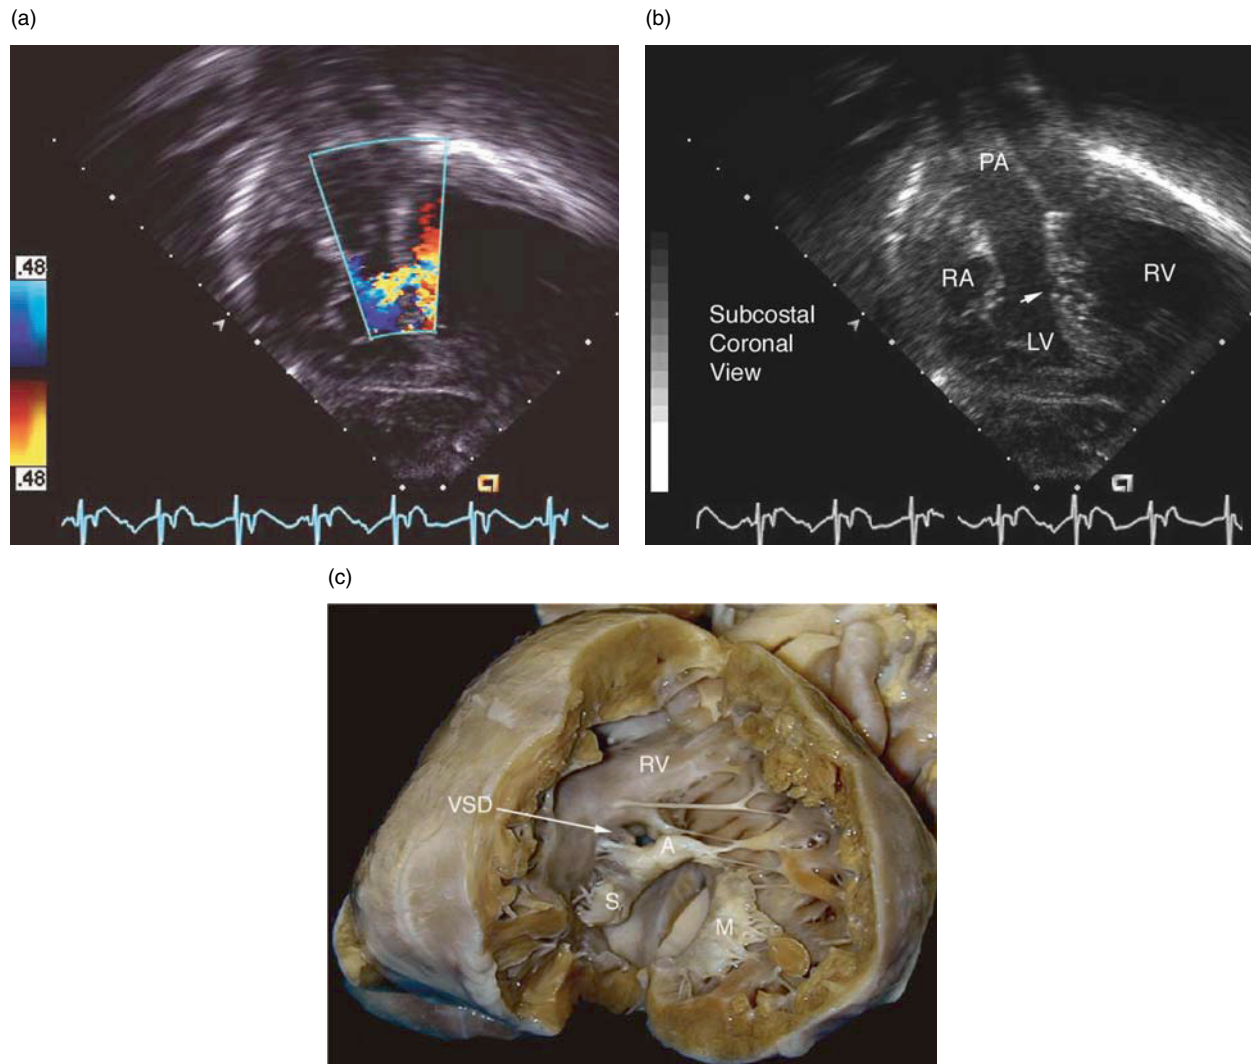 (a)
(b)
.48
.48
PA
RA
RV
LV
Subcostal
Coronal
View
(c)
RV
VSD
A
S
M